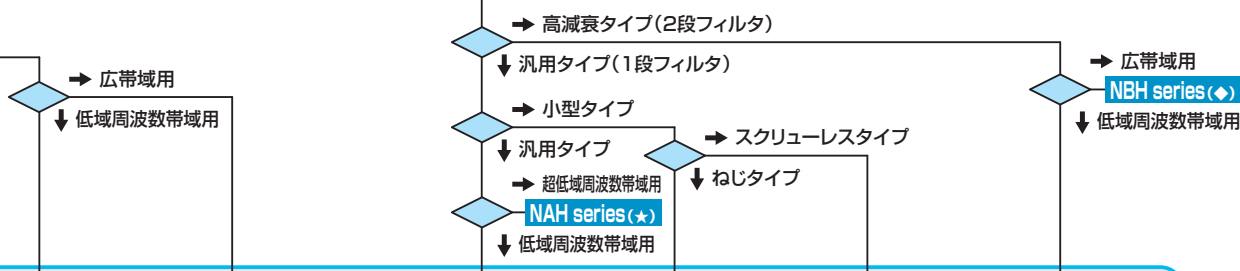 ➡ 高減衰タイプ(2段フィルタ)
⬇ 汎用タイプ(1段フィルタ)
➡ 広帯域用
NBH series(◆)
⬇ 低域周波数帯域用
➡ 広帯域用
⬇ 低域周波数帯域用
➡ 小型タイプ
⬇ 汎用タイプ
➡ スクリューレスタイプ
⬇ ねじタイプ
➡ 超低域周波数帯域用
NAH series(★)
⬇ 低域周波数帯域用